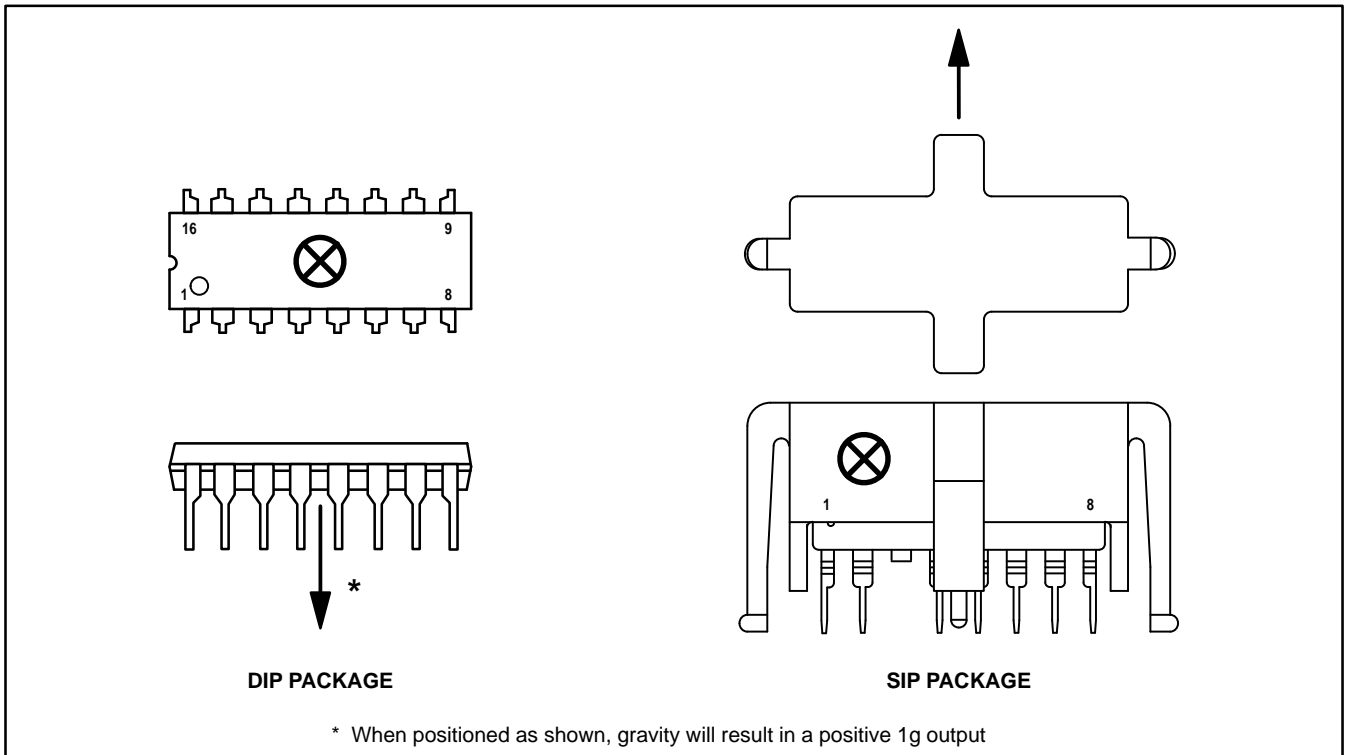 16 9
1 8
*
1 8
DIP PACKAGE
SIP PACKAGE
* When positioned as shown, gravity will result in a positive 1g output